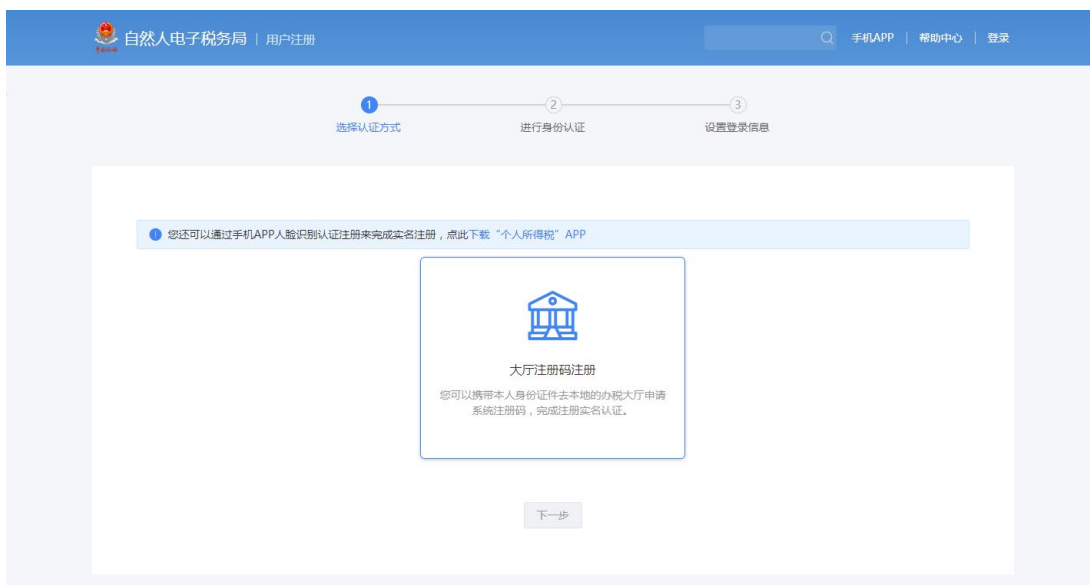 自然人电子税务局 | 用户注册
手机APP | 帮助中心 | 登录
1 2 3
选择认证方式 进行身份认证 设置登录信息
您还可以通过手机APP人脸识别认证注册来完成实名注册，点此下载“个人所得税”APP
大厅注册码注册
您可以携带本人身份证件去本地的办税大厅申请
系统注册码，完成注册实名认证。
下一步